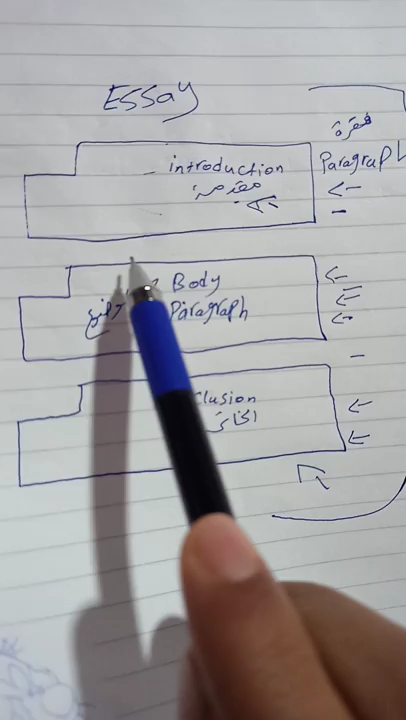 ESSAY
فقرة
Paragraph
introduction
مقدمة
Body
Paragraph
clusion